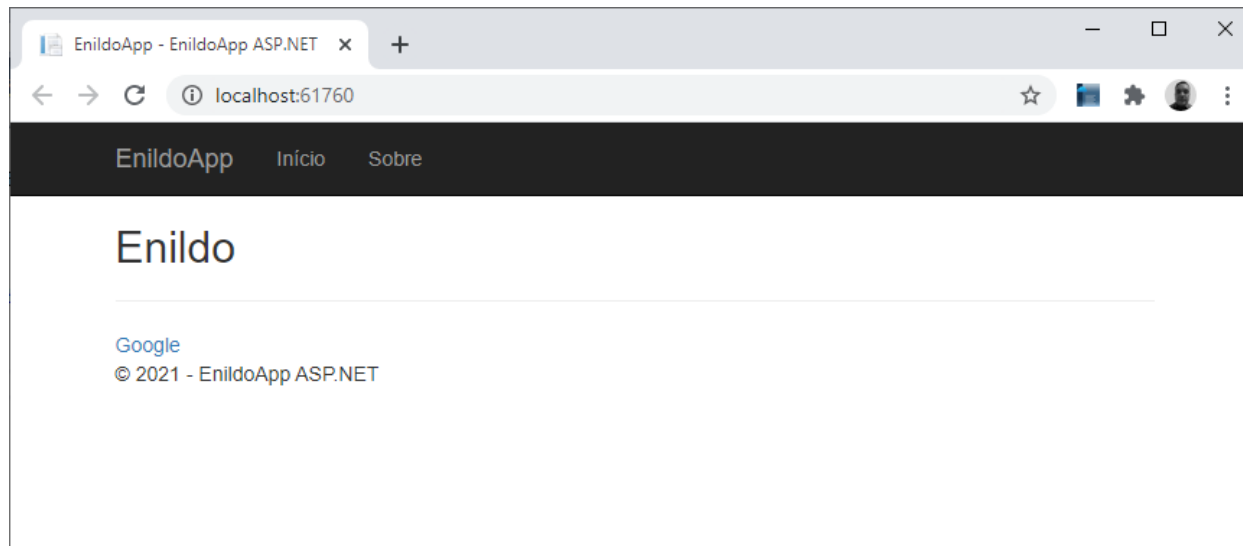 EnildoApp - EnildoApp ASP.NET
localhost:61760
EnildoApp Início Sobre
Enildo
Google
© 2021 - EnildoApp ASP.NET